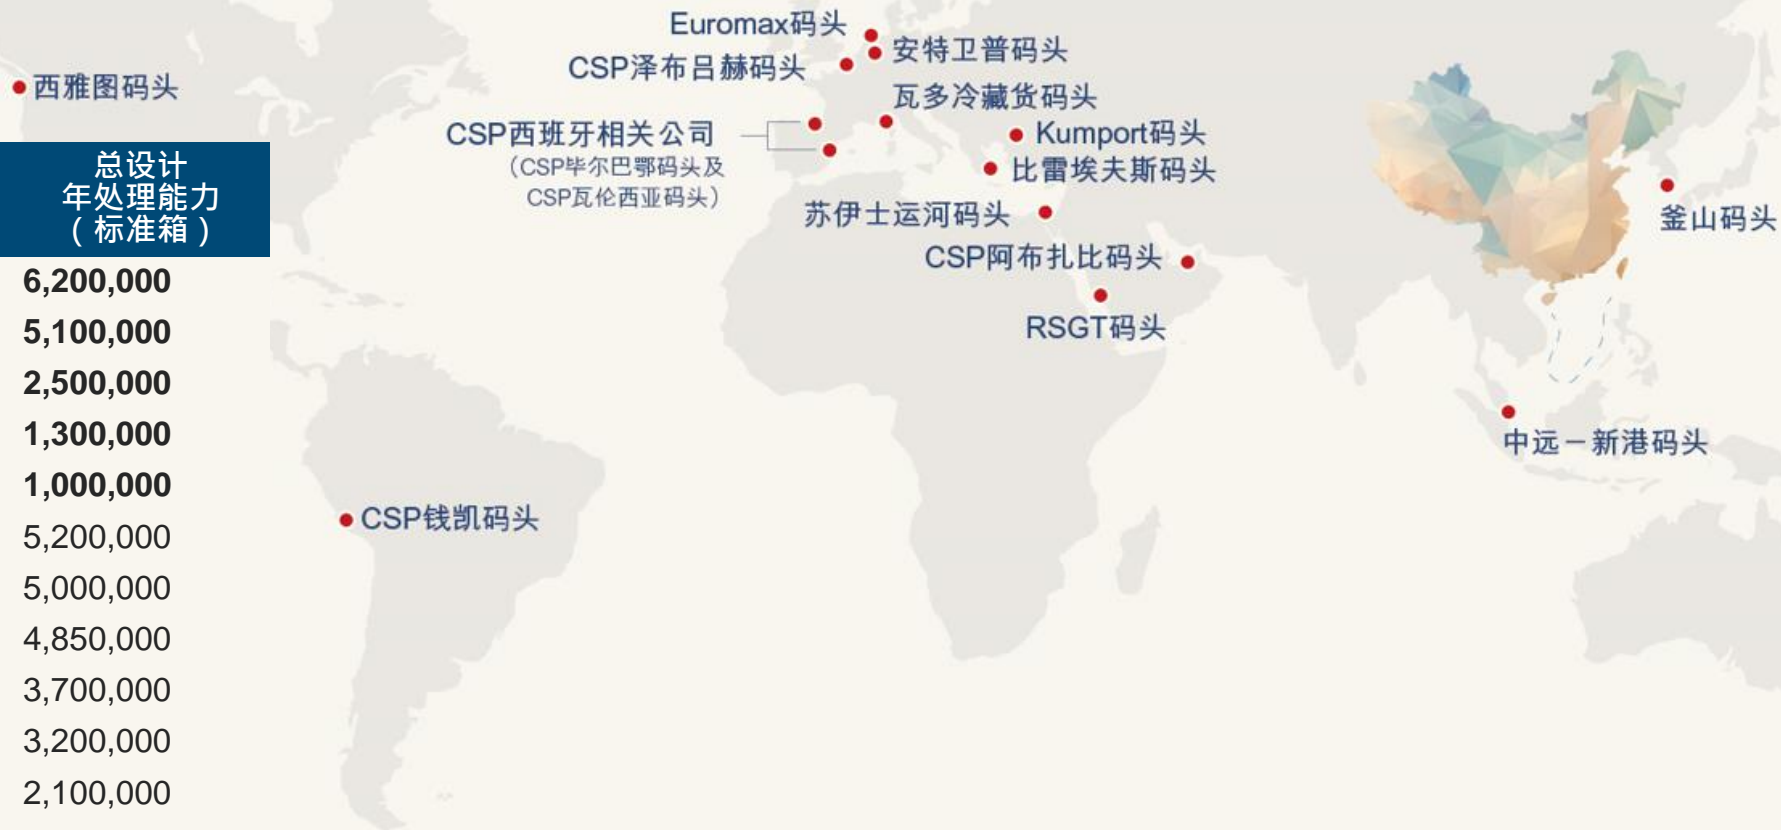 Euromax码头
安特卫普码头
CSP泽布吕赫码头
西雅图码头
瓦多冷藏货码头
CSP西班牙相关公司
（CSP毕尔巴鄂码头及
CSP瓦伦西亚码头）
Kumport码头
比雷埃夫斯码头
苏伊士运河码头
釜山码头
CSP阿布扎比码头
RSGT码头
中远－新港码头
CSP钱凯码头
总设计
年处理能力
（标准箱）
6,200,000
5,100,000
2,500,000
1,300,000
1,000,000
5,200,000
5,000,000
4,850,000
3,700,000
3,200,000
2,100,000